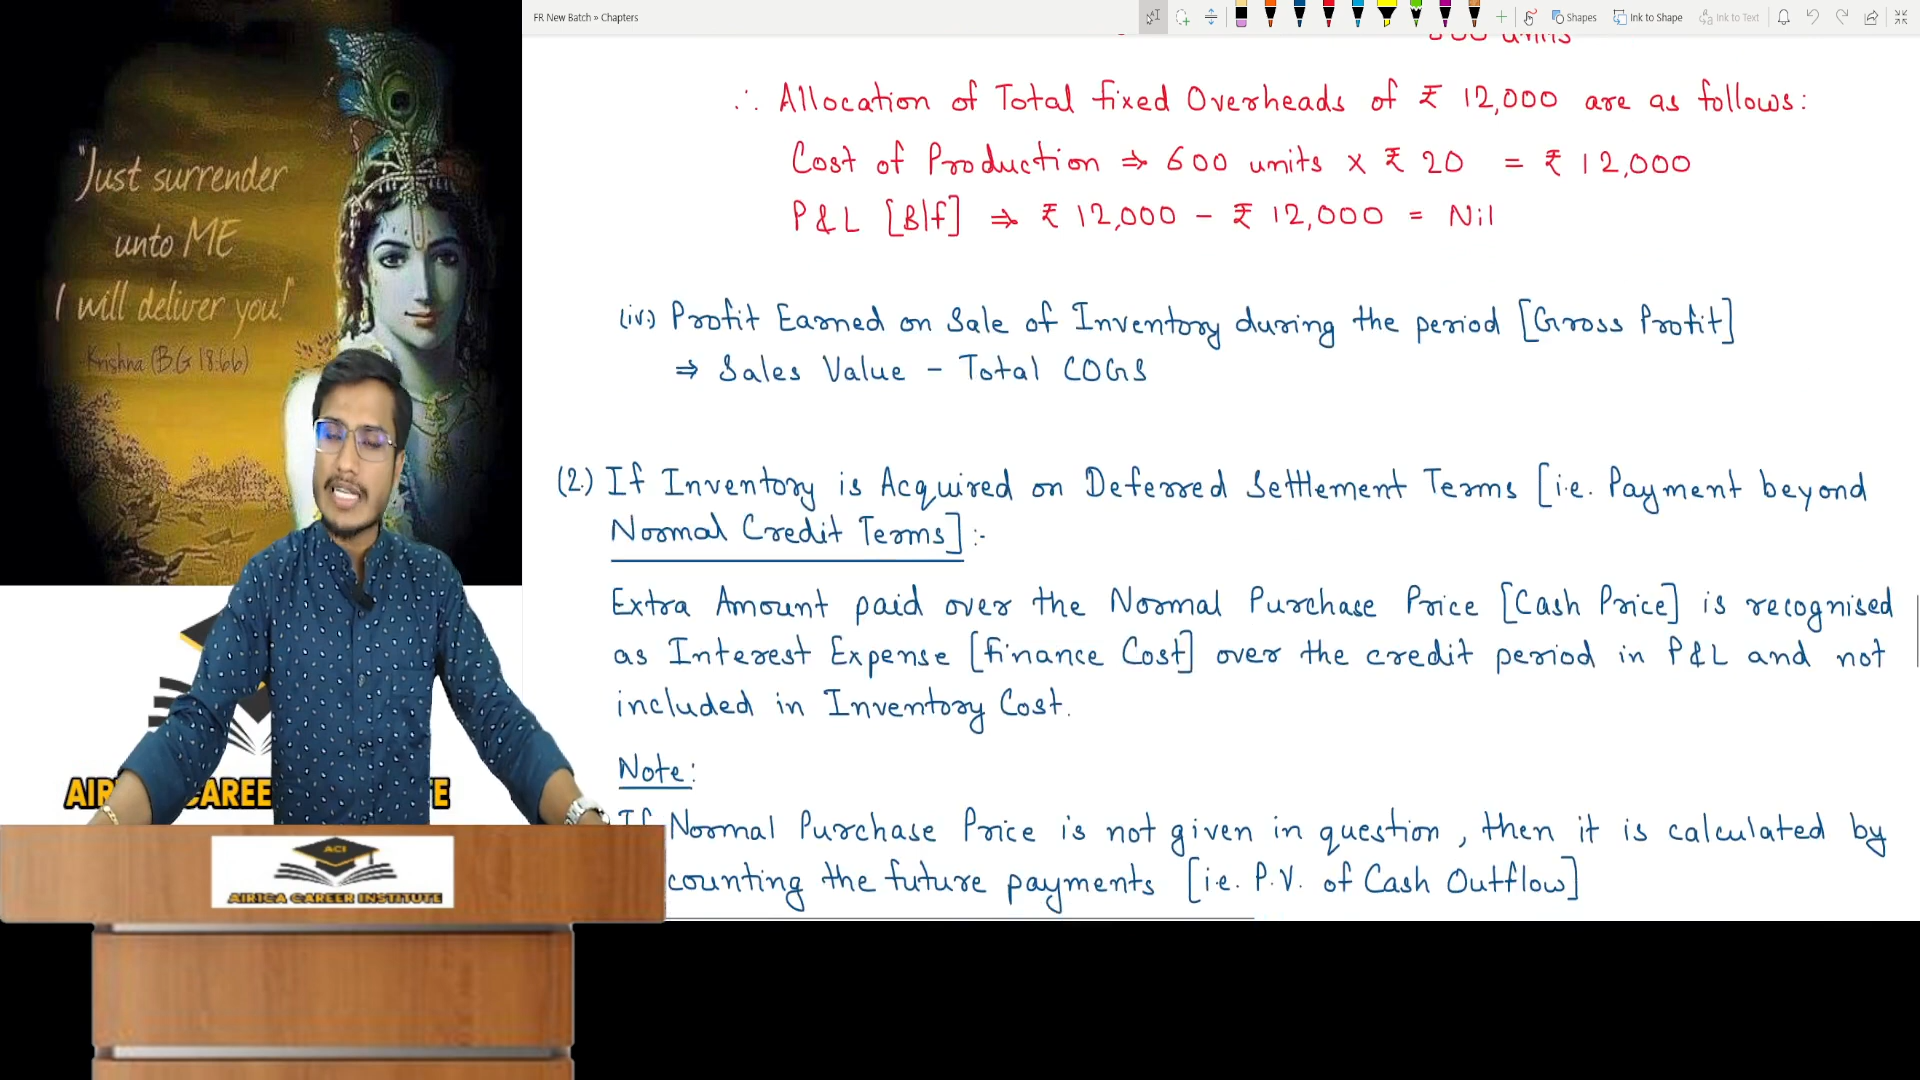 FR New Batch » Chapters
Shapes
Ink to Shape
Ink to Text
units
∴ Allocation of Total fixed Overheads of ₹ 12,000 are as follows:
Cost of Production ⇒ 600 units x ₹ 20 = ₹ 12,000
P&L [B/f] ⇒ ₹ 12,000 - ₹ 12,000 = Nil
(iv.) Profit Earned on Sale of Inventory during the period [Gross Profit]
⇒ Sales Value - Total COGS
(2.) If Inventory is Acquired on Deferred Settlement Terms [i.e. Payment beyond
Normal Credit Terms] :-
Extra Amount paid over the Normal Purchase Price [Cash Price] is recognised
as Interest Expense [finance Cost] over the credit period in P&L and not
included in Inventory Cost.
Note:
If Normal Purchase Price is not given in question, then it is calculated by
counting the future payments [i.e. P.V. of Cash Outflow]
"Just surrender
unto ME
I will deliver you!"
Krishna (B.G 18:66)
AIR CAREE E
ACI
AIRICA CAREER INSTITUTE